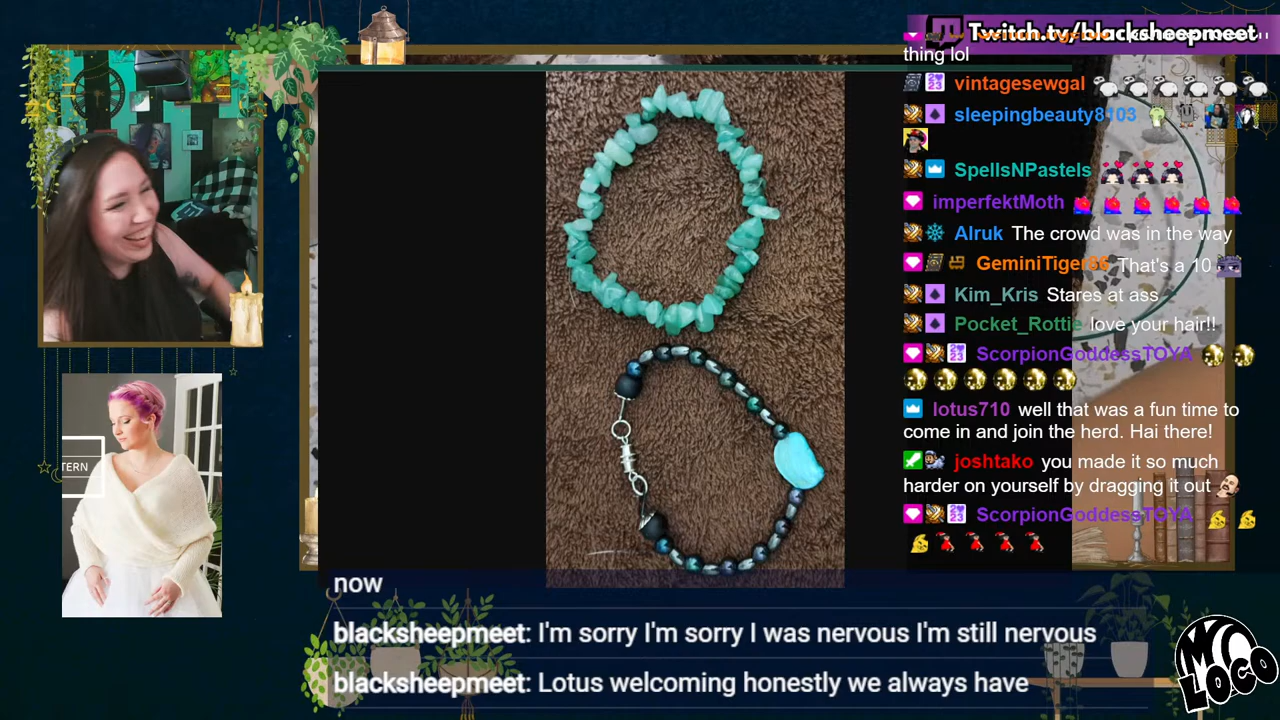 Twitch.tv/blacksheepmeet
thing lol
vintagesewgal
sleepingbeauty8103
SpellsNPastels
imperfektMoth
Alruk The crowd was in the way
GeminiTiger86 That's a 10
Kim_Kris Stares at ass
Pocket_Rottie love your hair!!
ScorpionGoddessTOYA
lotus710 well that was a fun time to
come in and join the herd. Hai there!
joshtako you made it so much
harder on yourself by dragging it out
ScorpionGoddessTOYA
TERN
now
blacksheepmeet: I'm sorry I'm sorry I was nervous I'm still nervous
blacksheepmeet: Lotus welcoming honestly we always have
MC
LOCO